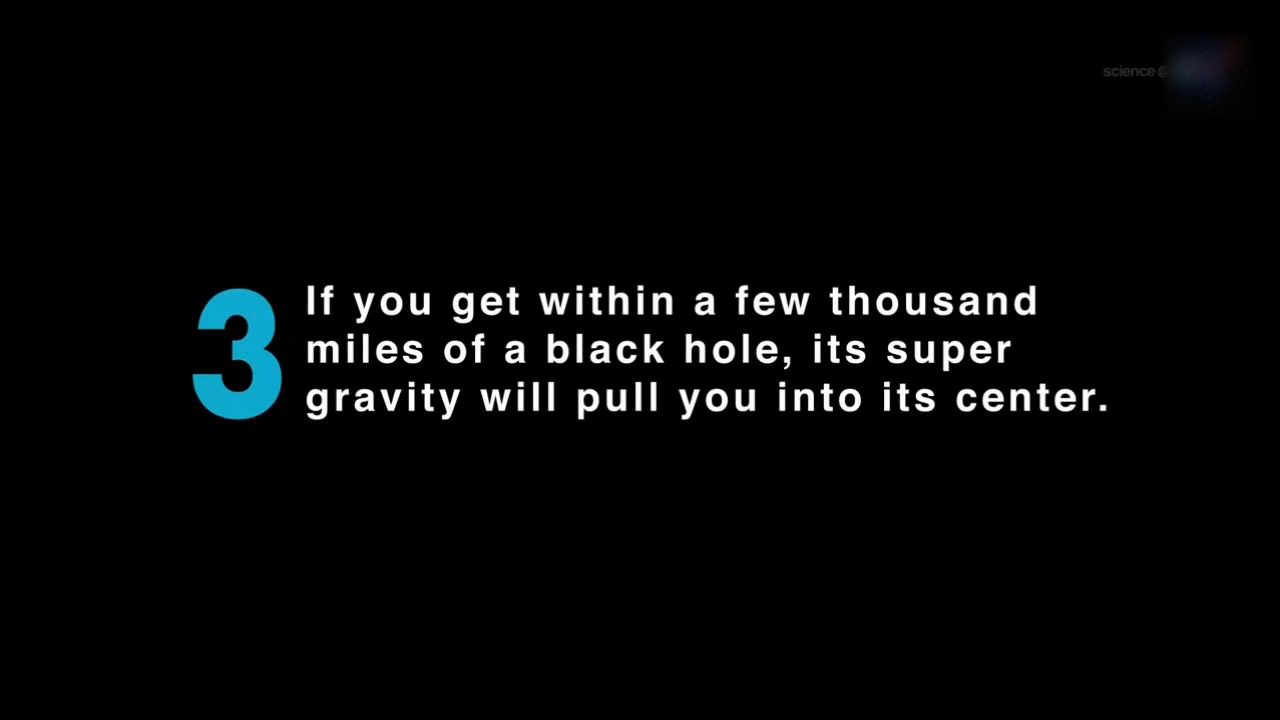 science @
3 If you get within a few thousand
miles of a black hole, its super
gravity will pull you into its center.